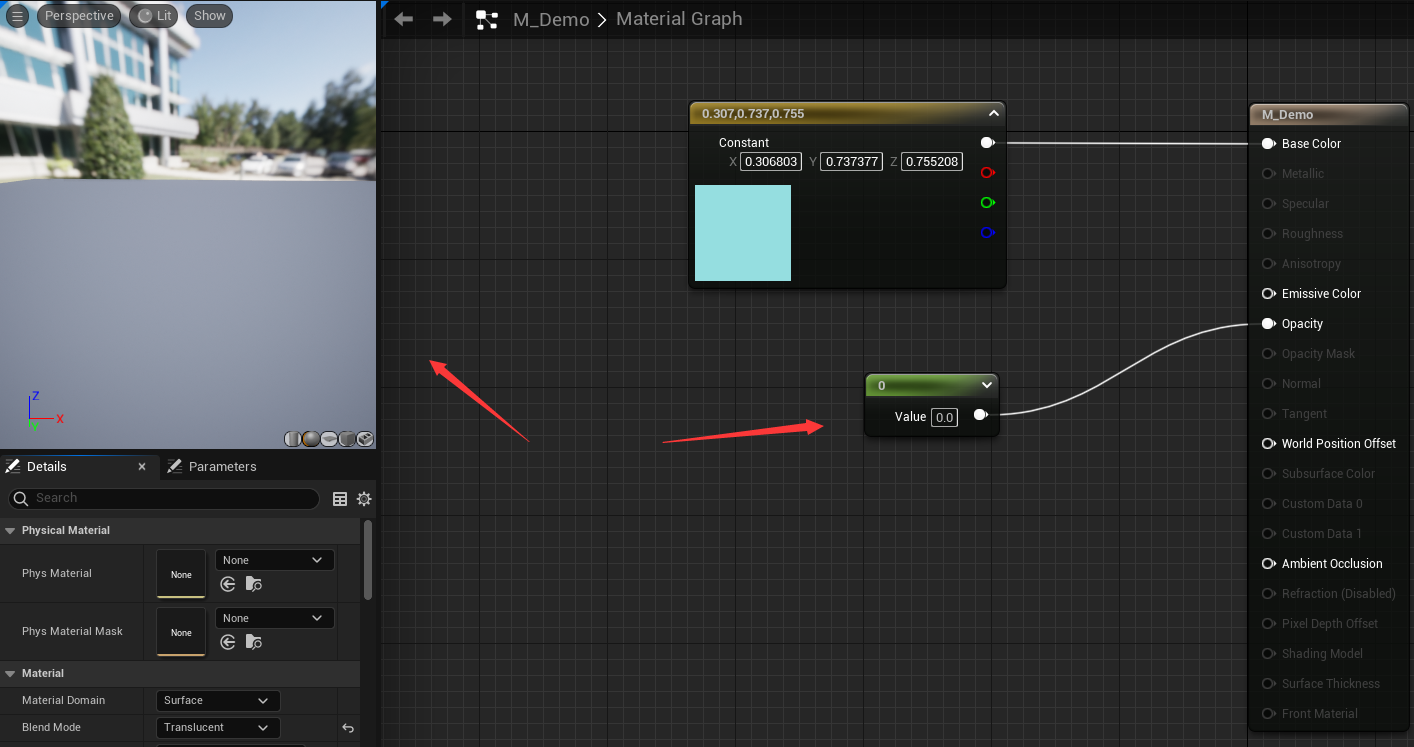 Perspective
Lit
Show
M_Demo > Material Graph
0.307,0.737,0.755
Constant
X 0.306803 Y 0.737377 Z 0.755208
0
Value 0.0
M_Demo
Base Color
Metallic
Specular
Roughness
Anisotropy
Emissive Color
Opacity
Opacity Mask
Normal
Tangent
World Position Offset
Subsurface Color
Custom Data 0
Custom Data 1
Ambient Occlusion
Refraction (Disabled)
Pixel Depth Offset
Shading Model
Surface Thickness
Front Material
Z
X
Y
Details
Parameters
Search
Physical Material
Phys Material
None
None
Phys Material Mask
None
None
Material
Material Domain
Surface
Blend Mode
Translucent